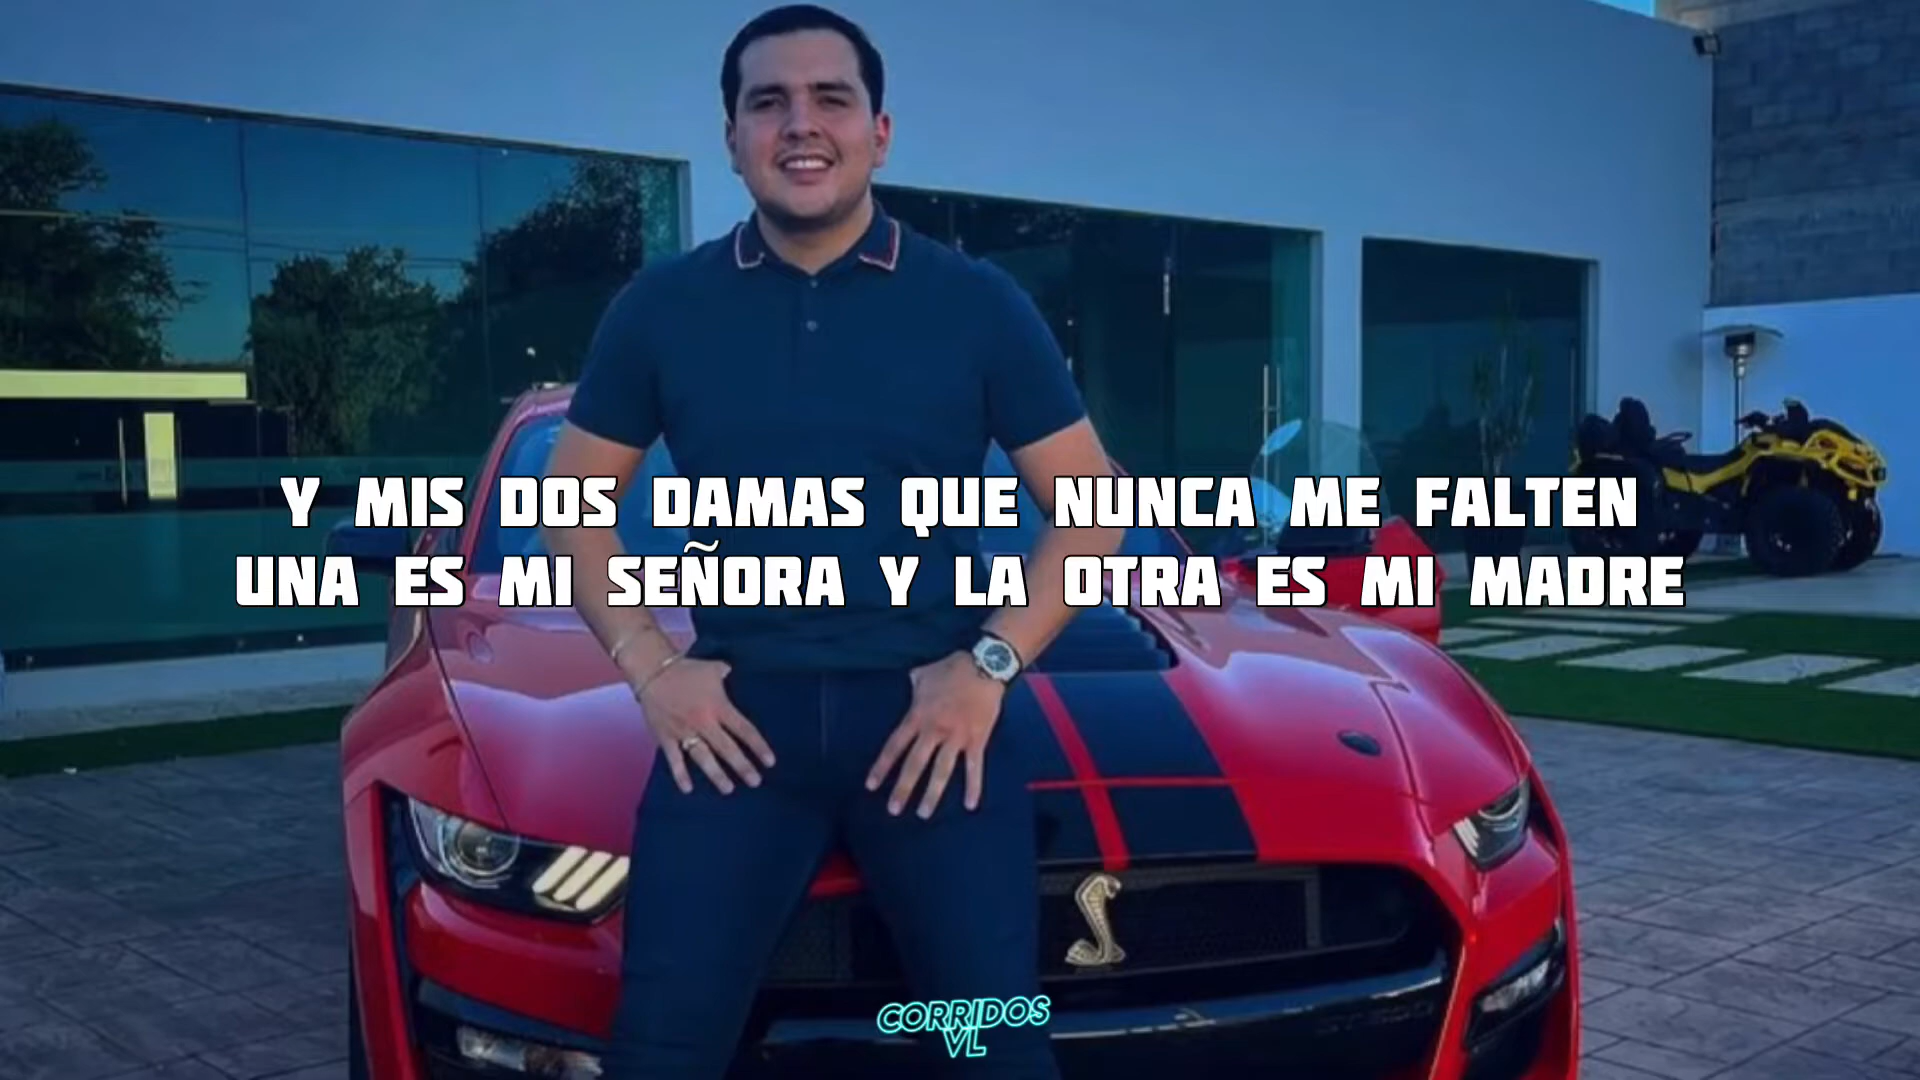 Y MIS DOS DAMAS QUE NUNCA ME FALTEN
UNA ES MI SEÑORA Y LA OTRA ES MI MADRE
CORRIDOS
VL